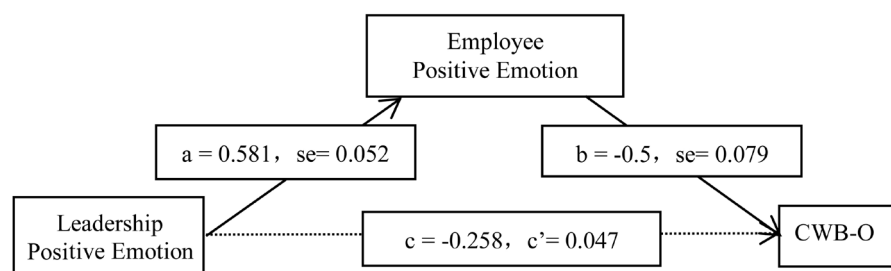 Employee
Positive Emotion
a = 0.581，se= 0.052
b = -0.5，se= 0.079
Leadership
Positive Emotion
c = -0.258，c’= 0.047
CWB-O